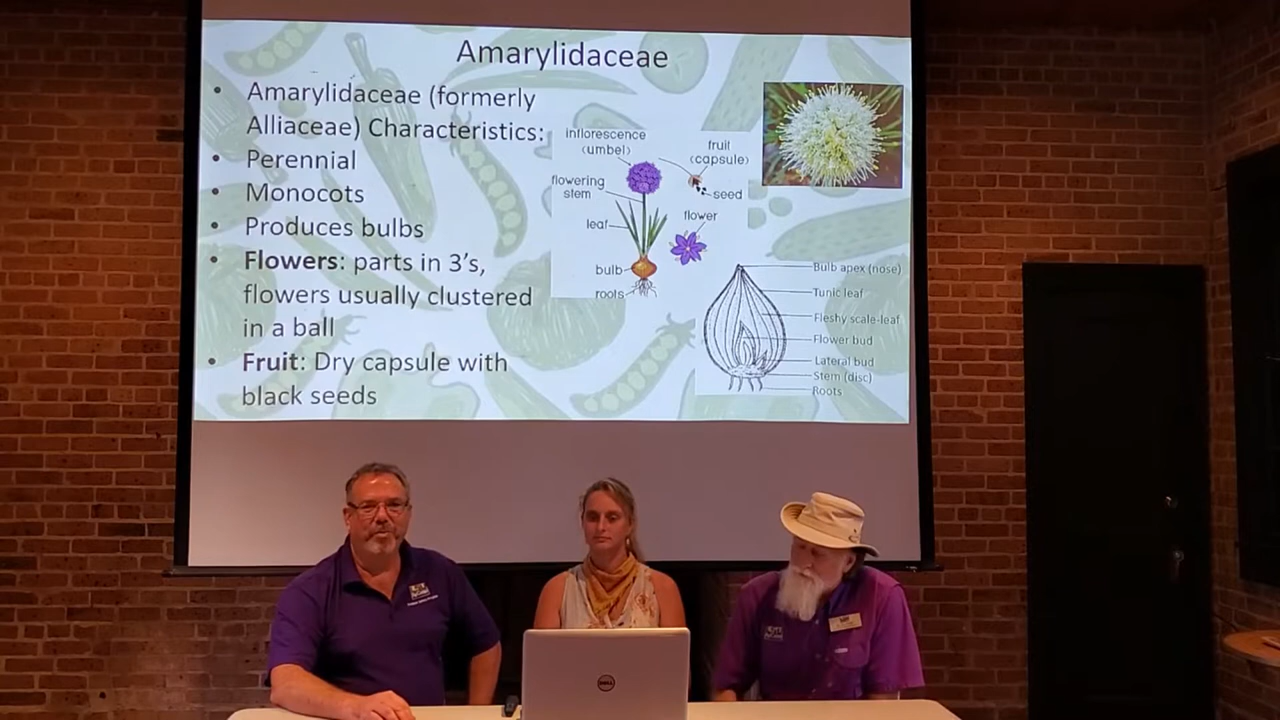 Amarylidaceae
• Amarylidaceae (formerly
Alliaceae) Characteristics:
• Perennial
• Monocots
• Produces bulbs
• Flowers: parts in 3's,
flowers usually clustered
in a ball
• Fruit: Dry capsule with
black seeds
inflorescence
(umbel)
fruit
(capsule)
flowering
stem
seed
leaf
flower
bulb
roots
Bulb apex (nose)
Tunic leaf
Fleshy scale-leaf
Flower bud
Lateral bud
Stem (disc)
Roots
DELL